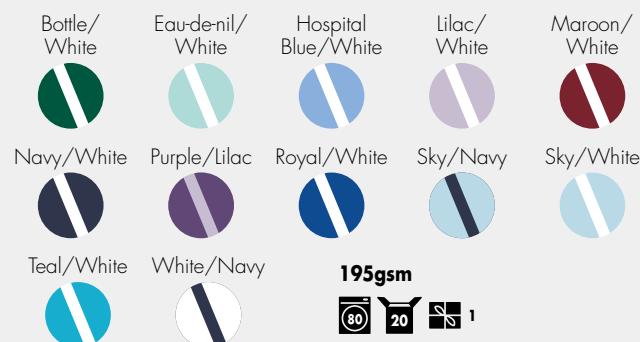 Bottle/
White
Eau-de-nil/
White
Hospital
Blue/White
Lilac/
White
Maroon/
White
Navy/White
Purple/Lilac
Royal/White
Sky/Navy
Sky/White
Teal/White
White/Navy
195gsm
80
20
1